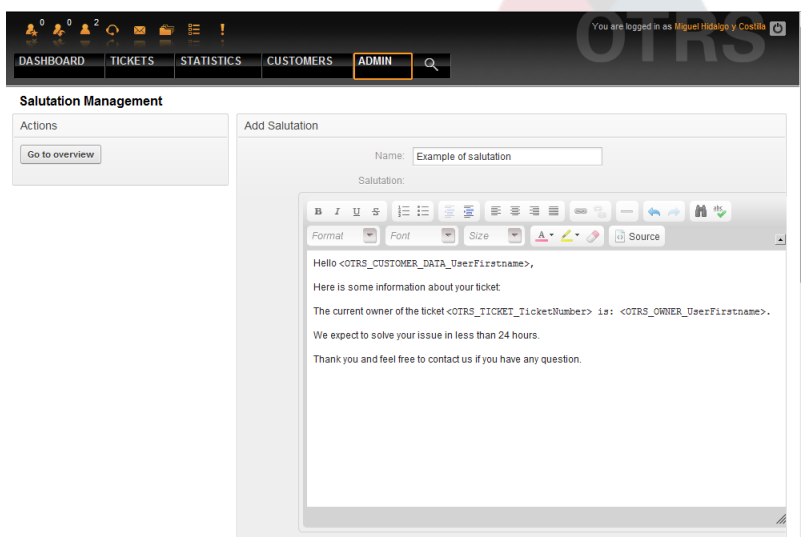 0 0 2
You are logged in as Miguel Hidalgo y Costilla
OTRS
DASHBOARD TICKETS STATISTICS CUSTOMERS ADMIN
Salutation Management
Actions
Go to overview
Add Salutation
Name: Example of salutation
Salutation:
B I U S
Format Font Size A Source
Hello <OTRS_CUSTOMER_DATA_UserFirstname>,
Here is some information about your ticket:
The current owner of the ticket <OTRS_TICKET_TicketNumber> is: <OTRS_OWNER_UserFirstname>.
We expect to solve your issue in less than 24 hours.
Thank you and feel free to contact us if you have any question.